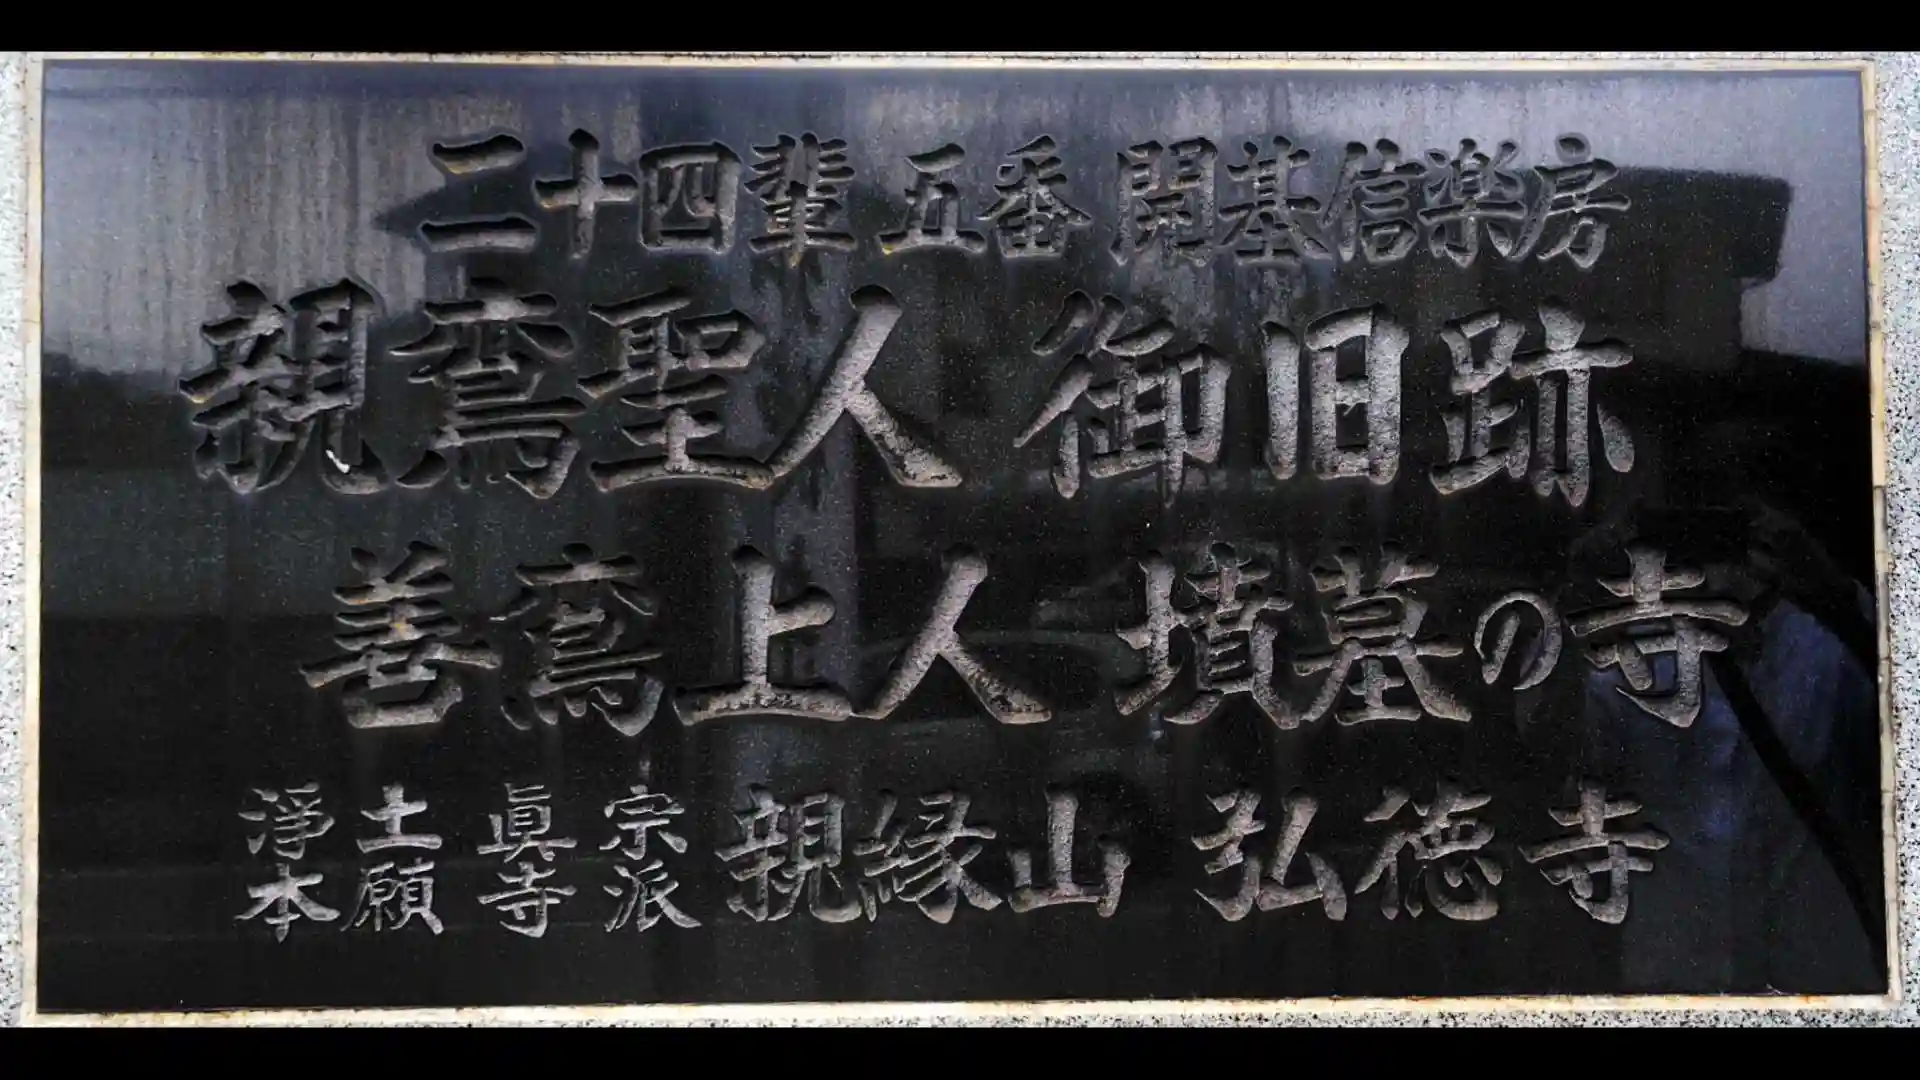 二十四輩 五番 開基信楽房
親鸞聖人 御旧跡
善鸞上人 墳墓の寺
淨土眞宗 本願寺派 親縁山 弘徳寺